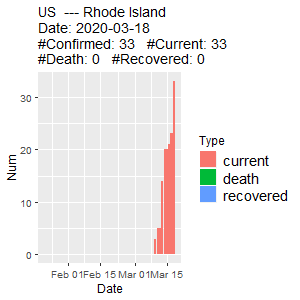 US --- Rhode Island
Date: 2020-03-18
#Confirmed: 33 #Current: 33
#Death: 0 #Recovered: 0
30
20
10
0
Num
Feb 01 Feb 15 Mar 01 Mar 15
Date
Type
current
death
recovered